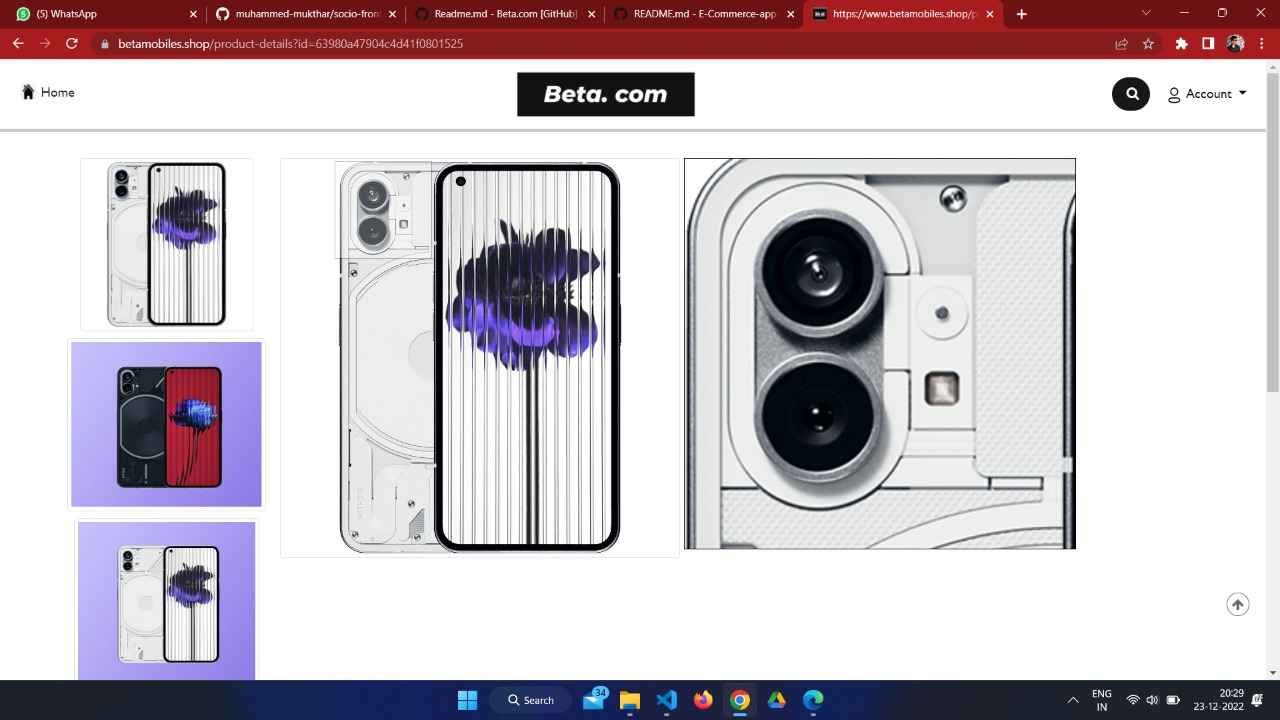 (5) WhatsApp
muhammed-mukthar/socio-front
Readme.md - Beta.com [GitHub]
README.md - E-Commerce-app-
https://www.betamobiles.shop/p
betamobiles.shop/product-details?id=63980a47904c4d41f0801525
Home
Beta. com
Account
Search
34
ENG
IN
20:29
23-12-2022